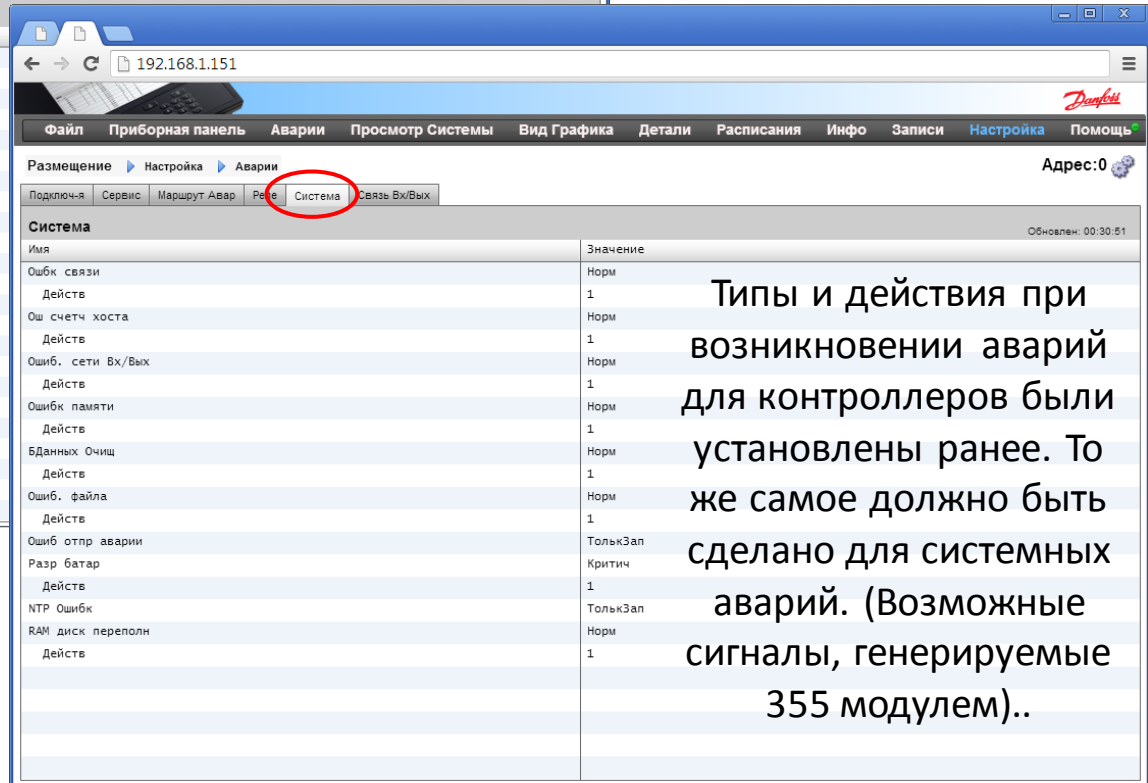 192.168.1.151
Danfoss
Файл Приборная панель Аварии Просмотр Системы Вид Графика Детали Расписания Инфо Записи Настройка Помощь
Размещение Настройка Аварии Адрес:0
Подключ-я Сервис Маршрут Авар Реле Система Связь Вх/Вых
Система Обновлен: 00:30:51
Имя Значение
Ошбк связи Норм
Действ 1
Ош счетч хоста Норм
Действ 1
Ошиб. сети Вх/Вых Норм
Действ 1
Ошибк памяти Норм
Действ 1
БДанных Очищ Норм
Действ 1
Ошиб. файла Норм
Действ 1
Ошиб отпр аварии ТолькЗап
Разр батар Критич
Действ 1
NTP Ошибк ТолькЗап
RAM диск переполн Норм
Действ 1
Типы и действия при
возникновении аварий
для контроллеров были
установлены ранее. То
же самое должно быть
сделано для системных
аварий. (Возможные
сигналы, генерируемые
355 модулем)..